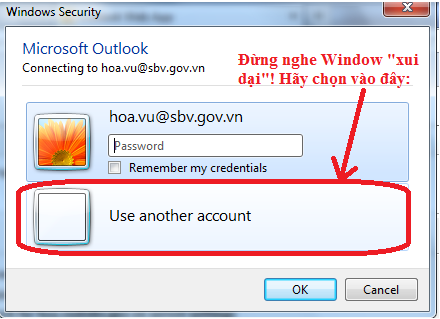 Windows Security
Microsoft Outlook
Connecting to hoa.vu@sbv.gov.vn
Đừng nghe Window "xui
dại"! Hãy chọn vào đây:
hoa.vu@sbv.gov.vn
Password
Remember my credentials
Use another account
OK
Cancel